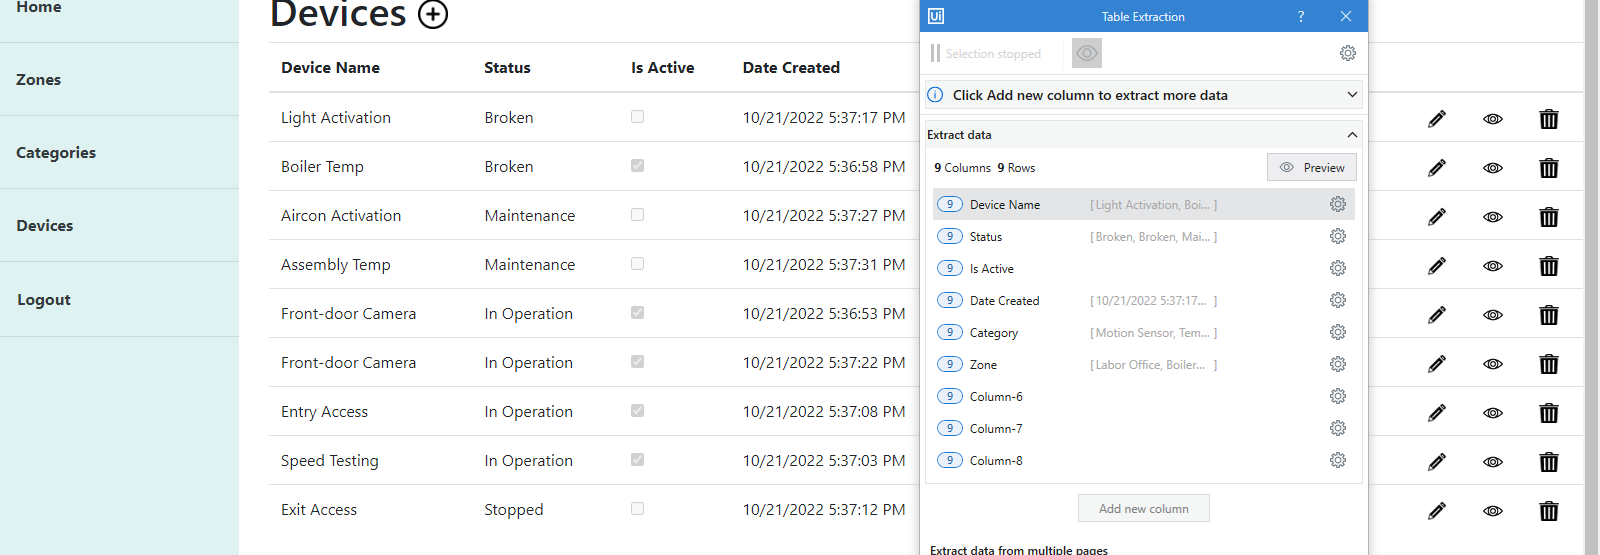 Home
Zones
Categories
Devices
Logout
Devices
Device Name Status Is Active Date Created
Light Activation Broken 10/21/2022 5:37:17 PM
Boiler Temp Broken 10/21/2022 5:36:58 PM
Aircon Activation Maintenance 10/21/2022 5:37:27 PM
Assembly Temp Maintenance 10/21/2022 5:37:31 PM
Front-door Camera In Operation 10/21/2022 5:36:53 PM
Front-door Camera In Operation 10/21/2022 5:37:22 PM
Entry Access In Operation 10/21/2022 5:37:08 PM
Speed Testing In Operation 10/21/2022 5:37:03 PM
Exit Access Stopped 10/21/2022 5:37:12 PM
Ui Table Extraction ?
Selection stopped
Click Add new column to extract more data
Extract data
9 Columns 9 Rows Preview
9 Device Name [ Light Activation, Boi... ]
9 Status [ Broken, Broken, Mai... ]
9 Is Active
9 Date Created [ 10/21/2022 5:37:17... ]
9 Category [ Motion Sensor, Tem... ]
9 Zone [ Labor Office, Boiler... ]
9 Column-6
9 Column-7
9 Column-8
Add new column
Extract data from multiple pages